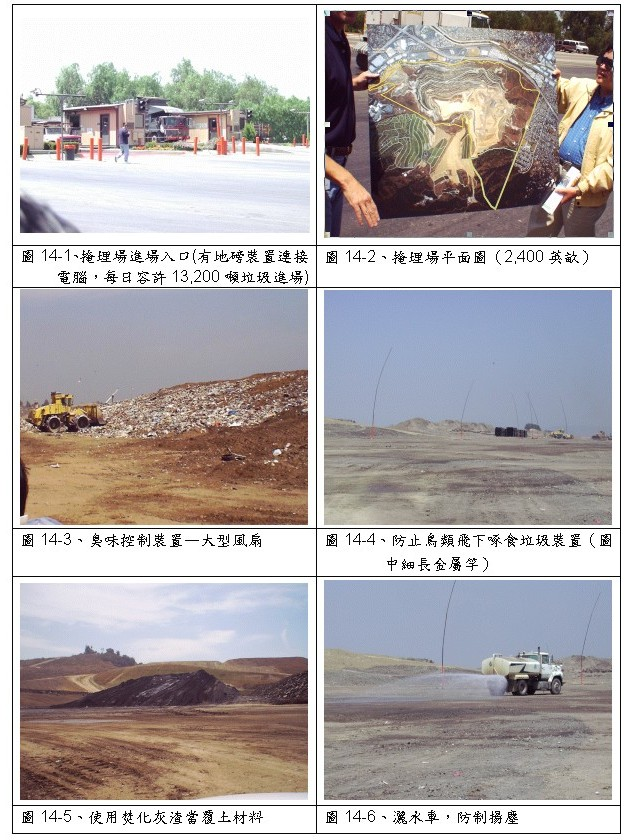 圖 14-1、掩埋場進場入口(有地磅裝置連接
電腦，每日容許 13,200 噸垃圾進場)
圖 14-2、掩埋場平面圖（2,400 英畝）
圖 14-3、臭味控制裝置—大型風扇
圖 14-4、防止鳥類飛下啄食垃圾裝置（圖
中細長金屬竿）
圖 14-5、使用焚化灰渣當覆土材料
圖 14-6、灑水車，防制揚塵